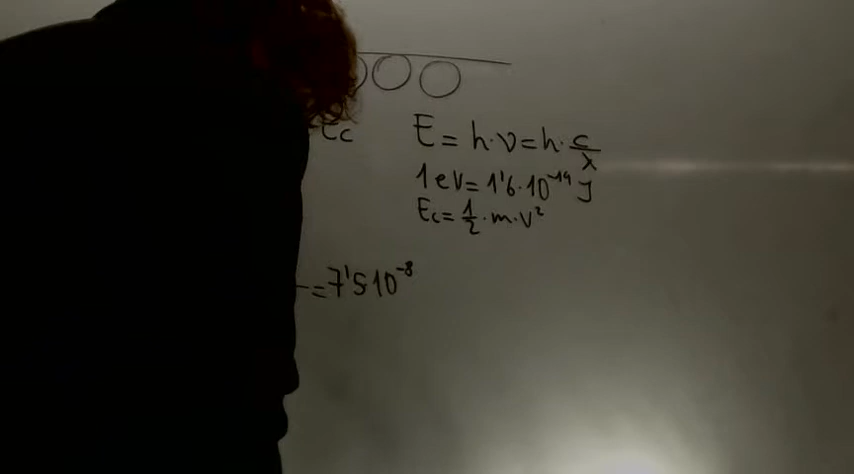 Ec
E = h·ν = h·c/λ
1 eV = 1'6·10⁻¹⁹ J
Ec = 1/2·m·v²
= 7'5 10⁻⁸